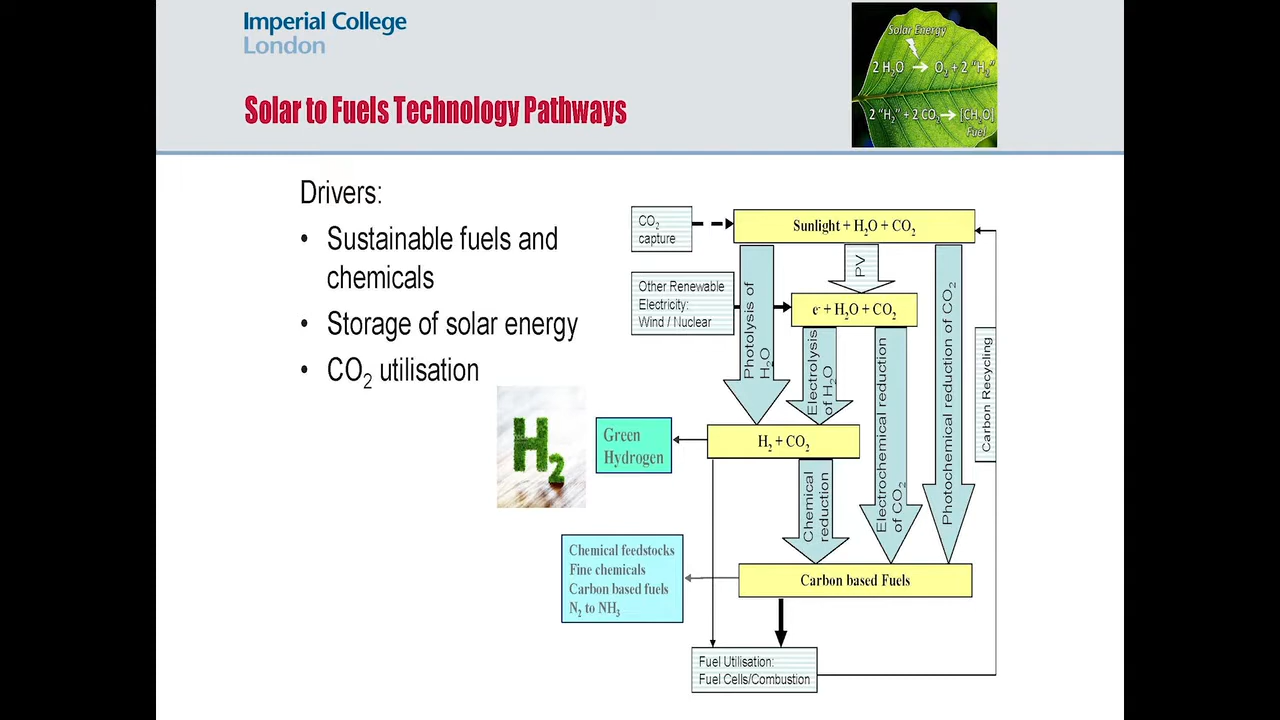 Imperial College
London
Solar to Fuels Technology Pathways
Solar Energy
2 H₂O → O₂ + 2 "H₂"
2 "H₂" + 2 CO₂ → [CH₂O]
Fuel
Drivers:
• Sustainable fuels and
chemicals
• Storage of solar energy
• CO₂ utilisation
H₂
CO₂
capture
Sunlight + H₂O + CO₂
PV
Other Renewable
Electricity:
Wind / Nuclear
e⁻ + H₂O + CO₂
Photolysis of
H₂O
Electrolysis
of H₂O
Electrochemical reduction
of CO₂
Photochemical reduction of CO₂
Carbon Recycling
Green
Hydrogen
H₂ + CO₂
Chemical
reduction
Chemical feedstocks
Fine chemicals
Carbon based fuels
N₂ to NH₃
Carbon based Fuels
Fuel Utilisation:
Fuel Cells/Combustion